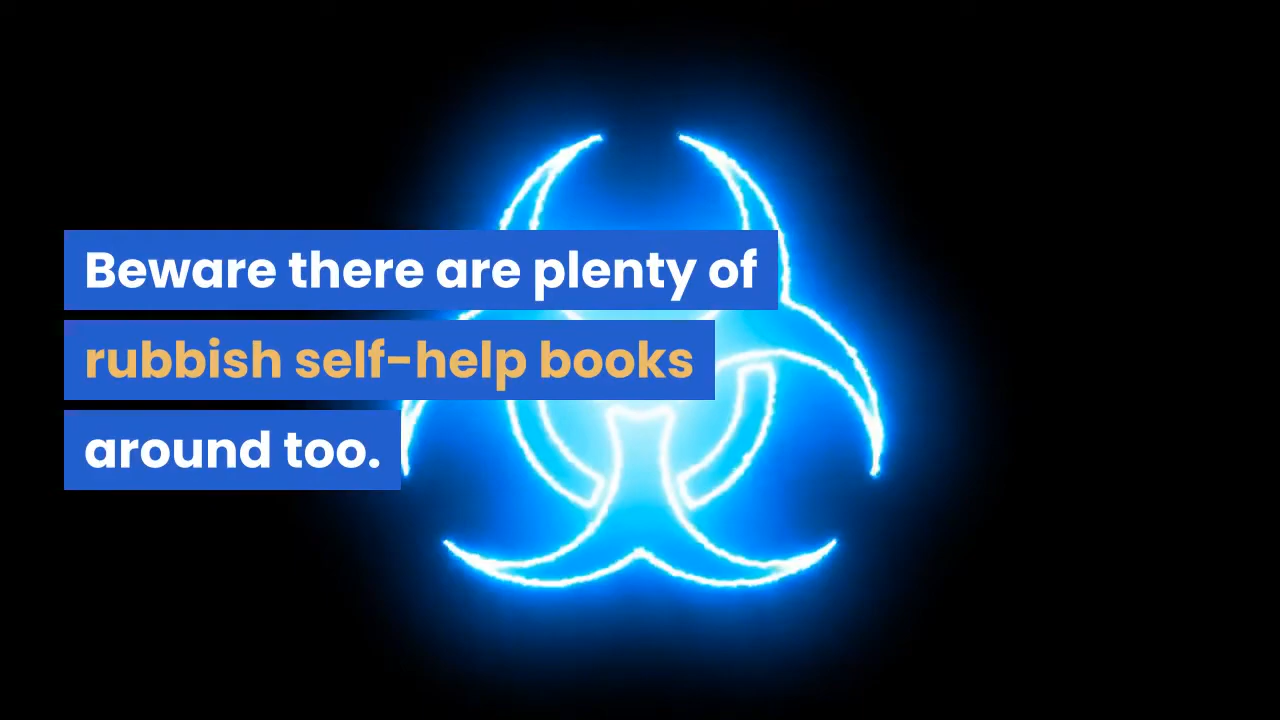 Beware there are plenty of
rubbish self-help books
around too.